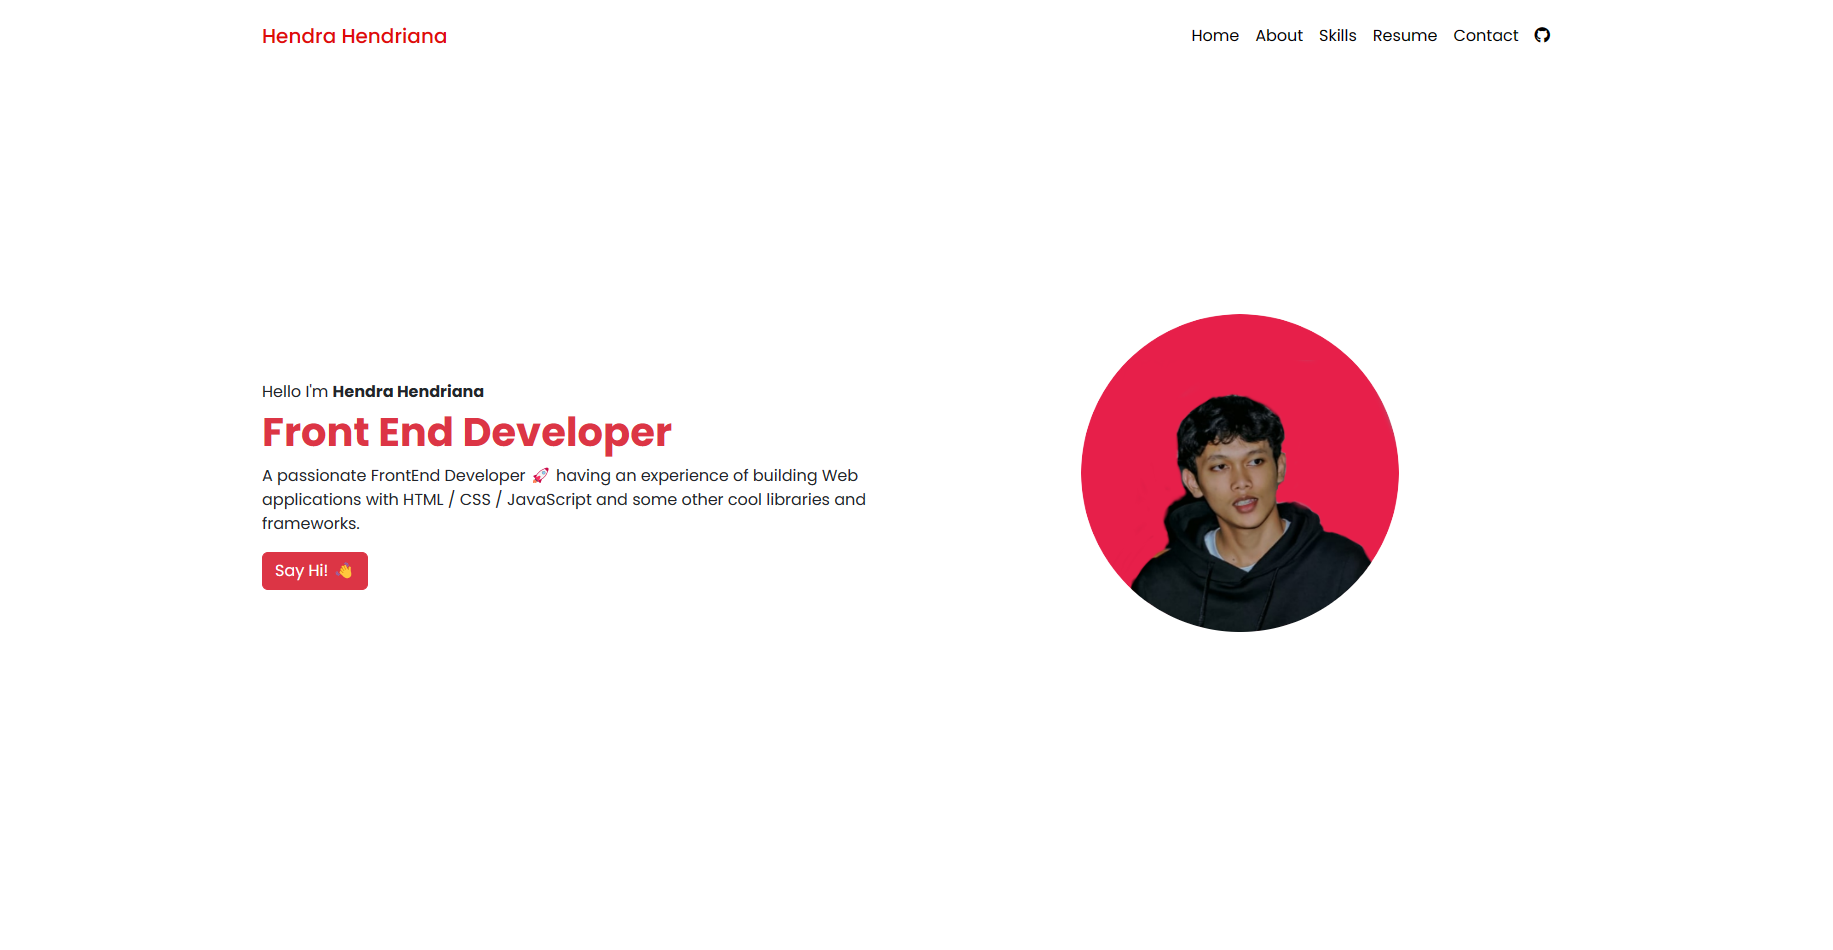 Hendra Hendriana
Home About Skills Resume Contact
Hello I'm Hendra Hendriana
Front End Developer
A passionate FrontEnd Developer 🚀 having an experience of building Web
applications with HTML / CSS / JavaScript and some other cool libraries and
frameworks.
Say Hi! 👋